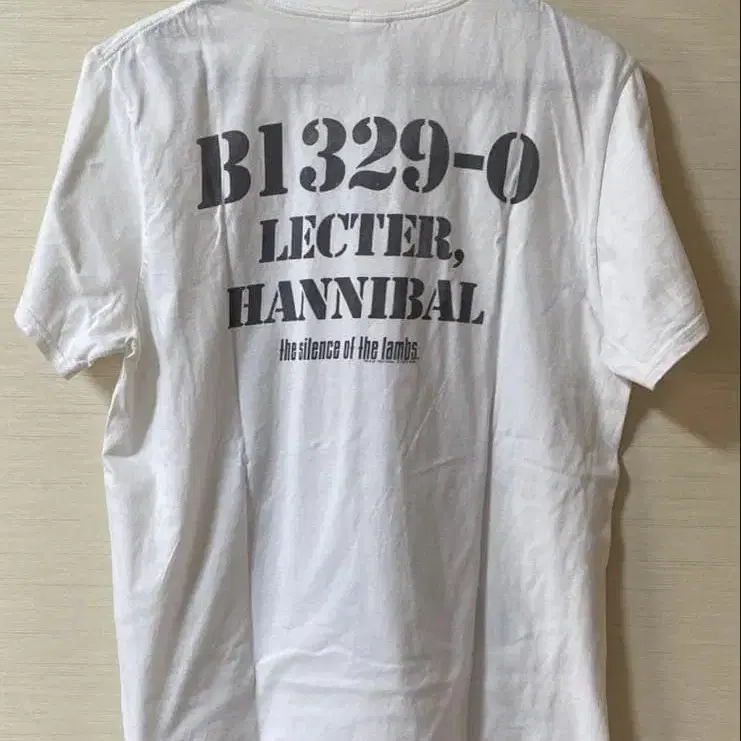 B1329-0
LECTER,
HANNIBAL
the silence of the lambs.